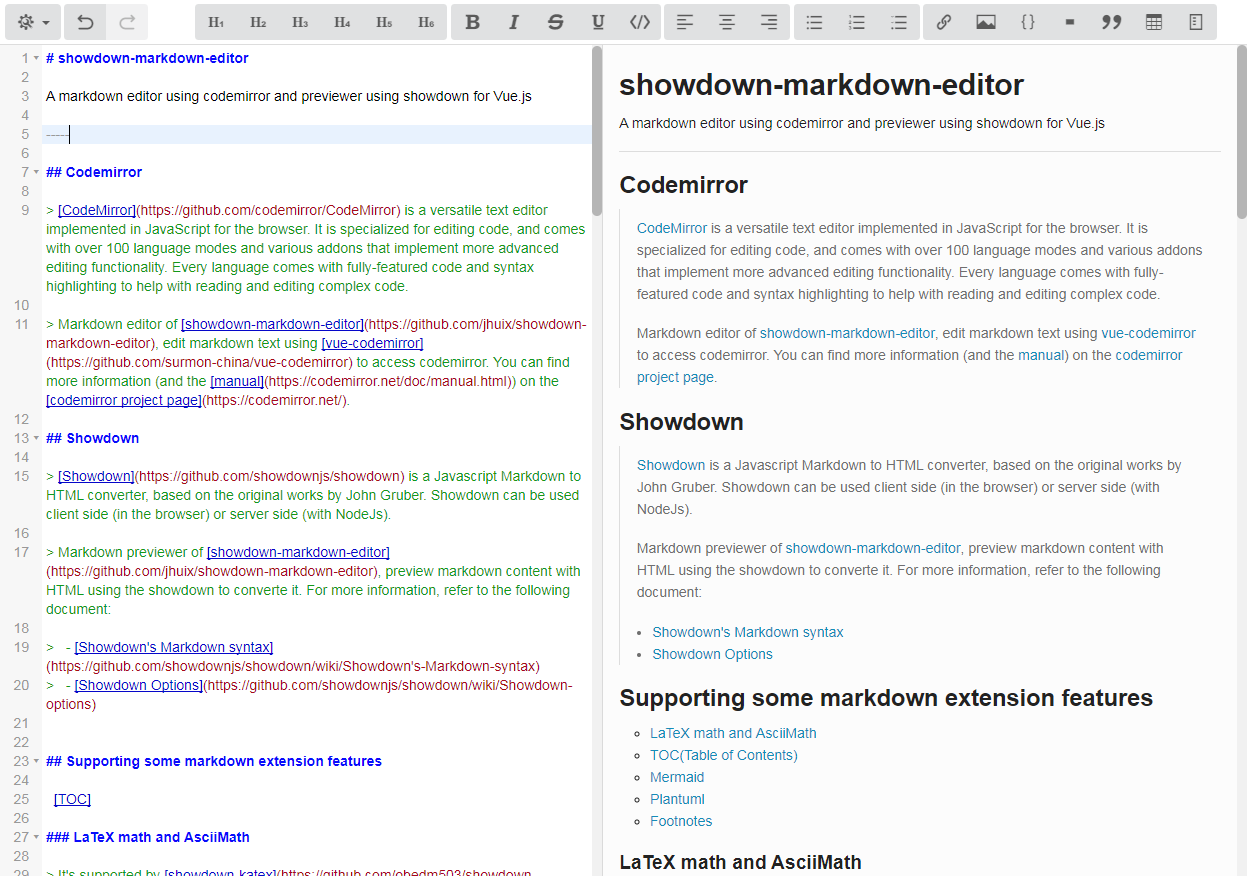 H1 H2 H3 H4 H5 H6 B I S U </> {} ""
1 # showdown-markdown-editor
2
3 A markdown editor using codemirror and previewer using showdown for Vue.js
4
5 -----
6
7 ## Codemirror
8
9 > [CodeMirror](https://github.com/codemirror/CodeMirror) is a versatile text editor
implemented in JavaScript for the browser. It is specialized for editing code, and comes
with over 100 language modes and various addons that implement more advanced
editing functionality. Every language comes with fully-featured code and syntax
highlighting to help with reading and editing complex code.
10
11 > Markdown editor of [showdown-markdown-editor](https://github.com/jhuix/showdown-
markdown-editor), edit markdown text using [vue-codemirror]
(https://github.com/surmon-china/vue-codemirror) to access codemirror. You can find
more information (and the [manual](https://codemirror.net/doc/manual.html)) on the
[codemirror project page](https://codemirror.net/).
12
13 ## Showdown
14
15 > [Showdown](https://github.com/showdownjs/showdown) is a Javascript Markdown to
HTML converter, based on the original works by John Gruber. Showdown can be used
client side (in the browser) or server side (with NodeJs).
16
17 > Markdown previewer of [showdown-markdown-editor]
(https://github.com/jhuix/showdown-markdown-editor), preview markdown content with
HTML using the showdown to converte it. For more information, refer to the following
document:
18
19 > - [Showdown's Markdown syntax]
(https://github.com/showdownjs/showdown/wiki/Showdown's-Markdown-syntax)
20 > - [Showdown Options](https://github.com/showdownjs/showdown/wiki/Showdown-
options)
21
22
23 ## Supporting some markdown extension features
24
25 [TOC]
26
27 ### LaTeX math and AsciiMath
28
29 > It's supported by [showdown-katex](https://github.com/obedm503/showdown-
showdown-markdown-editor
A markdown editor using codemirror and previewer using showdown for Vue.js
Codemirror
CodeMirror is a versatile text editor implemented in JavaScript for the browser. It is
specialized for editing code, and comes with over 100 language modes and various addons
that implement more advanced editing functionality. Every language comes with fully-
featured code and syntax highlighting to help with reading and editing complex code.
Markdown editor of showdown-markdown-editor, edit markdown text using vue-codemirror
to access codemirror. You can find more information (and the manual) on the codemirror
project page.
Showdown
Showdown is a Javascript Markdown to HTML converter, based on the original works by
John Gruber. Showdown can be used client side (in the browser) or server side (with
NodeJs).
Markdown previewer of showdown-markdown-editor, preview markdown content with
HTML using the showdown to converte it. For more information, refer to the following
document:
• Showdown's Markdown syntax
• Showdown Options
Supporting some markdown extension features
LaTeX math and AsciiMath
TOC(Table of Contents)
Mermaid
Plantuml
Footnotes
LaTeX math and AsciiMath